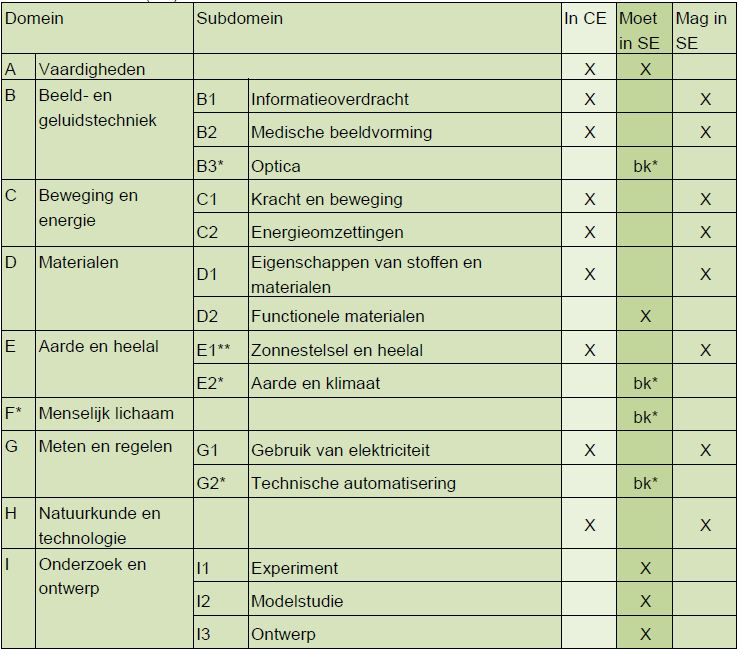 Domein Subdomein In CE Moet in SE Mag in SE
A Vaardigheden X X
B Beeld- en geluidstechniek B1 Informatieoverdracht X X
B2 Medische beeldvorming X X
B3* Optica bk*
C Beweging en energie C1 Kracht en beweging X X
C2 Energieomzettingen X X
D Materialen D1 Eigenschappen van stoffen en materialen X X
D2 Functionele materialen X
E Aarde en heelal E1** Zonnestelsel en heelal X X
E2* Aarde en klimaat bk*
F* Menselijk lichaam bk*
G Meten en regelen G1 Gebruik van elektriciteit X X
G2* Technische automatisering bk*
H Natuurkunde en technologie X X
I Onderzoek en ontwerp I1 Experiment X
I2 Modelstudie X
I3 Ontwerp X